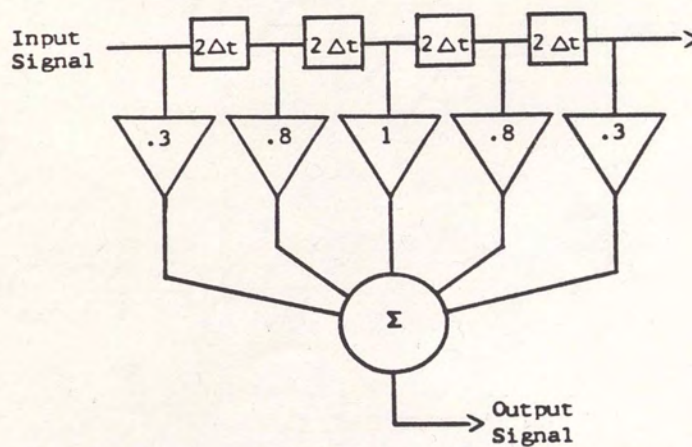 Input
Signal
2Δt 2Δt 2Δt 2Δt
.3 .8 1 .8 .3
Σ
Output
Signal